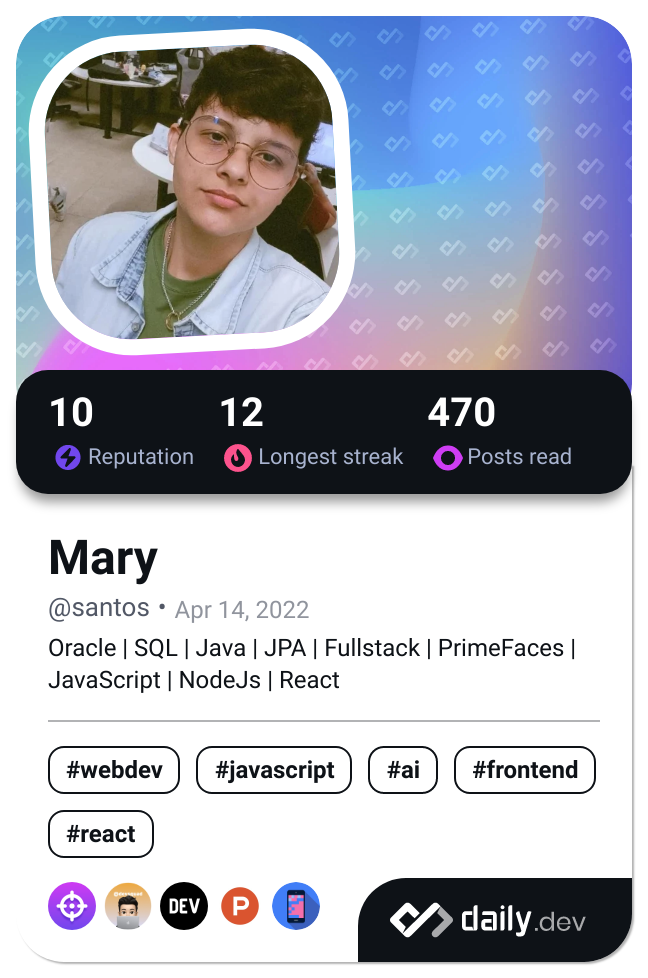 10 12 470
Reputation Longest streak Posts read
Mary
@santos • Apr 14, 2022
Oracle | SQL | Java | JPA | Fullstack | PrimeFaces |
JavaScript | NodeJs | React
#webdev #javascript #ai #frontend
#react
DEV P daily.dev